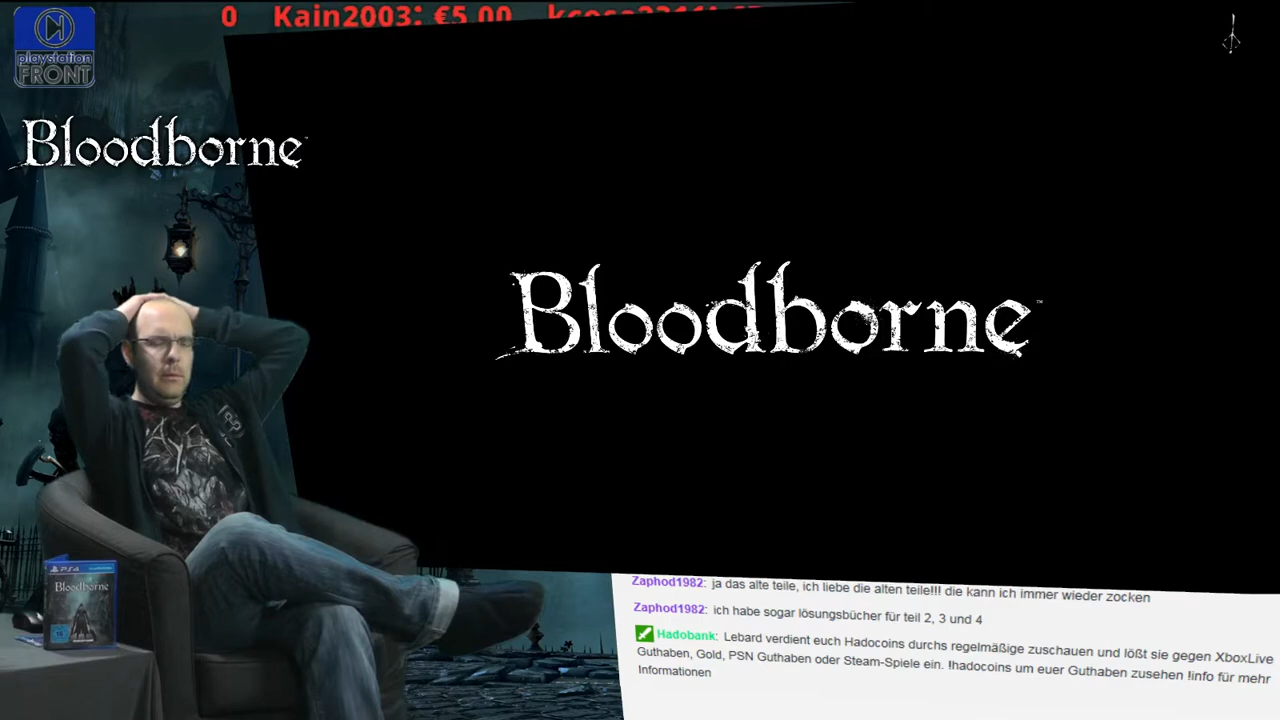 0 Kain2003: €5.00
playstation
FRONT
Bloodborne
Bloodborne
PS4
Bloodborne
Zaphod1982: ja das alte teile, ich liebe die alten teile!!! die kann ich immer wieder zocken
Zaphod1982: ich habe sogar lösungsbücher für teil 2, 3 und 4
Hadobank: Lebard verdient euch Hadocoins durchs regelmäßige zuschauen und lößt sie gegen XboxLive
Guthaben, Gold, PSN Guthaben oder Steam-Spiele ein. !hadocoins um euer Guthaben zusehen !info für mehr
Informationen